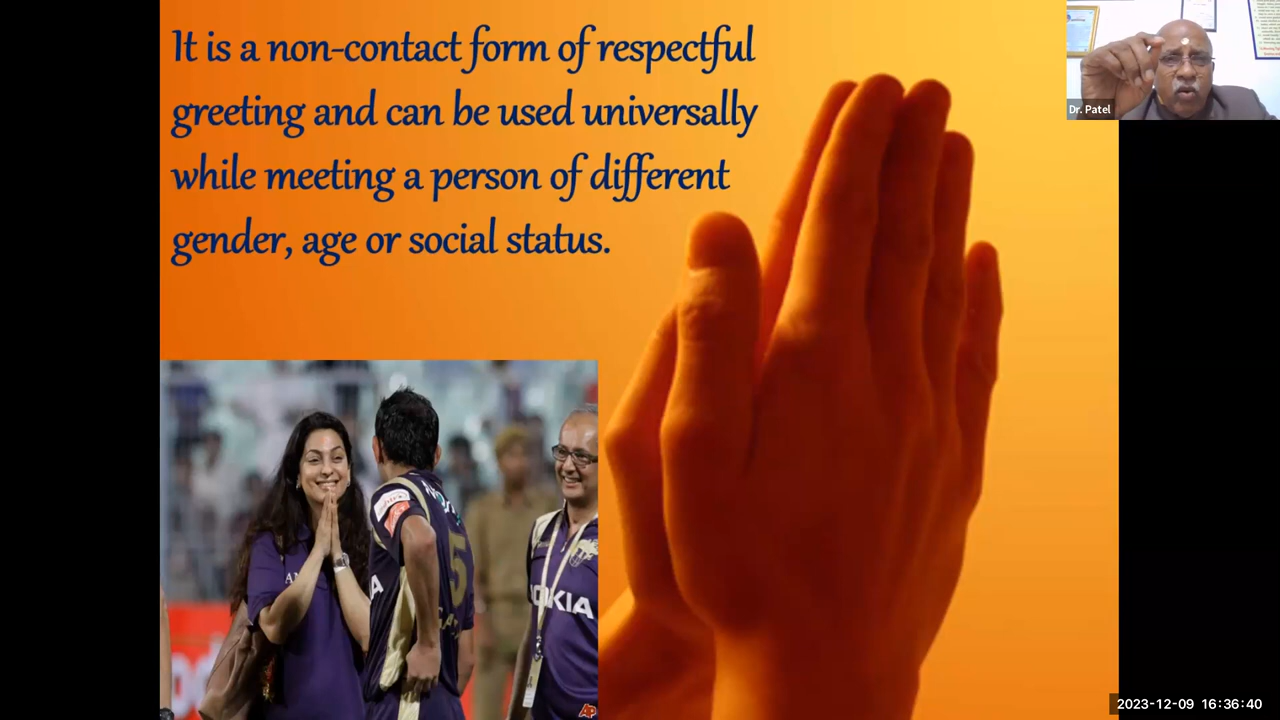 It is a non-contact form of respectful
greeting and can be used universally
while meeting a person of different
gender, age or social status.
Dr. Patel
NOKIA
5
AP
2023-12-09 16:36:40